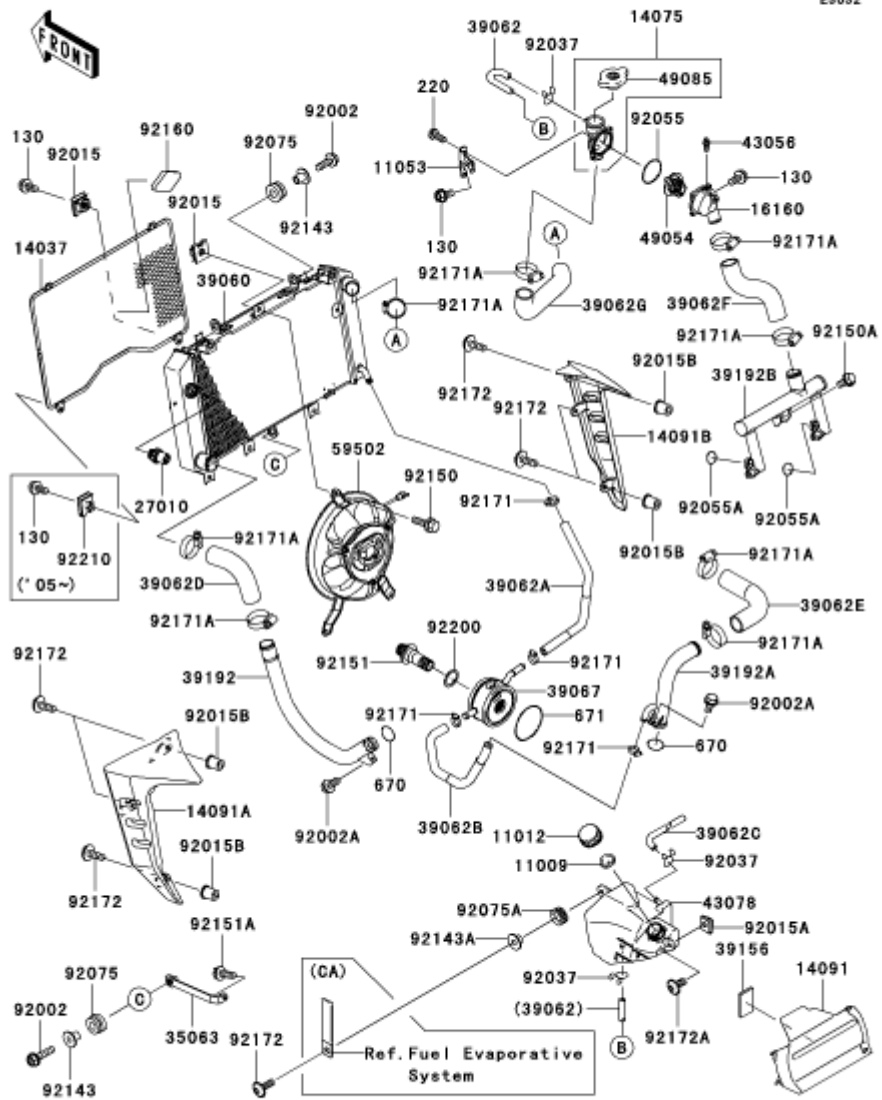 E9092
FRONT
39062
92037
14075
49085
220
92002
B
92055
92160
92075
43056
130
92015
11053
130
92015
92143
16160
49054
14037
130
A
92171A
39060
92171A
92171A
39062G
39062F
A
92171A
92150A
92172
92015B
39192B
92172
59502
14091B
C
92150
27010
92171
92055A
130
92210
92171A
92055A
92015B
('05~)
39062D
92171A
39062A
39062E
92171A
92200
92171A
92151
92171
39192
39192A
92172
39067
92002A
92171
92015B
671
92171
670
670
14091A
92002A
39062B
11012
39062C
92015B
11009
92037
92172
43078
92075A
92151A
92015A
92143A
39156
92075
(CA)
92037
14091
C
92002
(39062)
35063
92172
92172A
B
Ref.Fuel Evaporative
System
92143